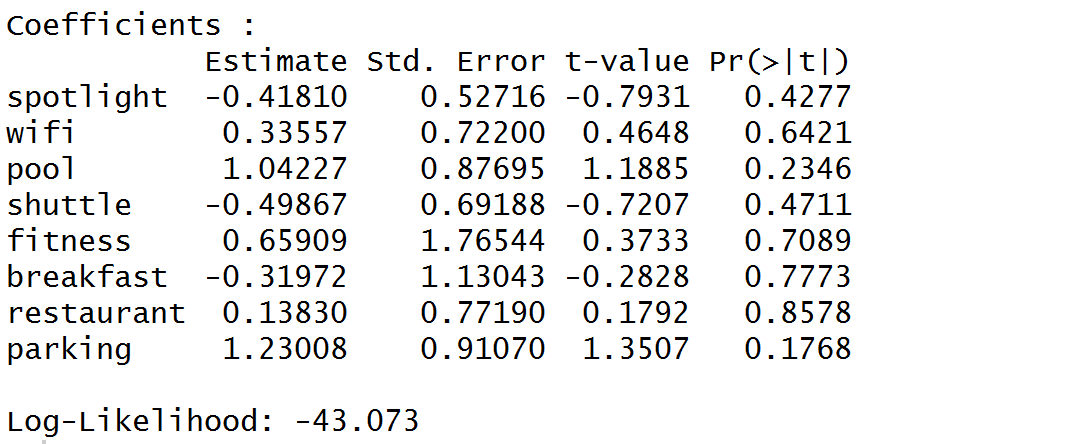 Coefficients :
Estimate Std. Error t-value Pr(>|t|)
spotlight -0.41810 0.52716 -0.7931 0.4277
wifi 0.33557 0.72200 0.4648 0.6421
pool 1.04227 0.87695 1.1885 0.2346
shuttle -0.49867 0.69188 -0.7207 0.4711
fitness 0.65909 1.76544 0.3733 0.7089
breakfast -0.31972 1.13043 -0.2828 0.7773
restaurant 0.13830 0.77190 0.1792 0.8578
parking 1.23008 0.91070 1.3507 0.1768
Log-Likelihood: -43.073